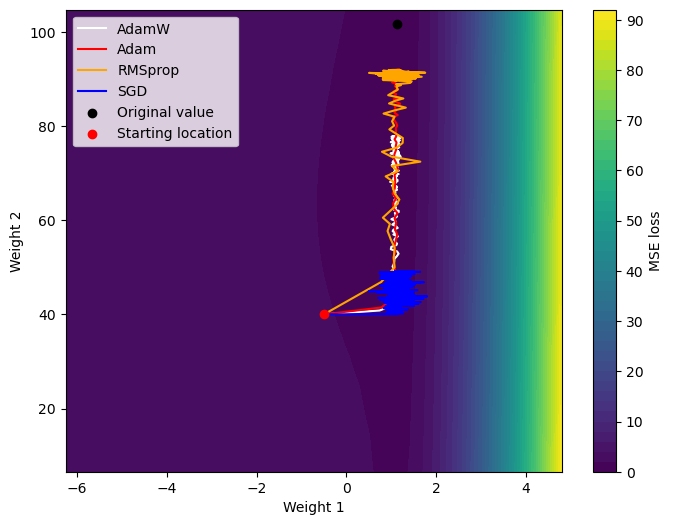 AdamW
Adam
RMSprop
SGD
Original value
Starting location
100
80
60
40
20
Weight 2
−6
−4
−2
0
2
4
Weight 1
90
80
70
60
50
40
30
20
10
0
MSE loss